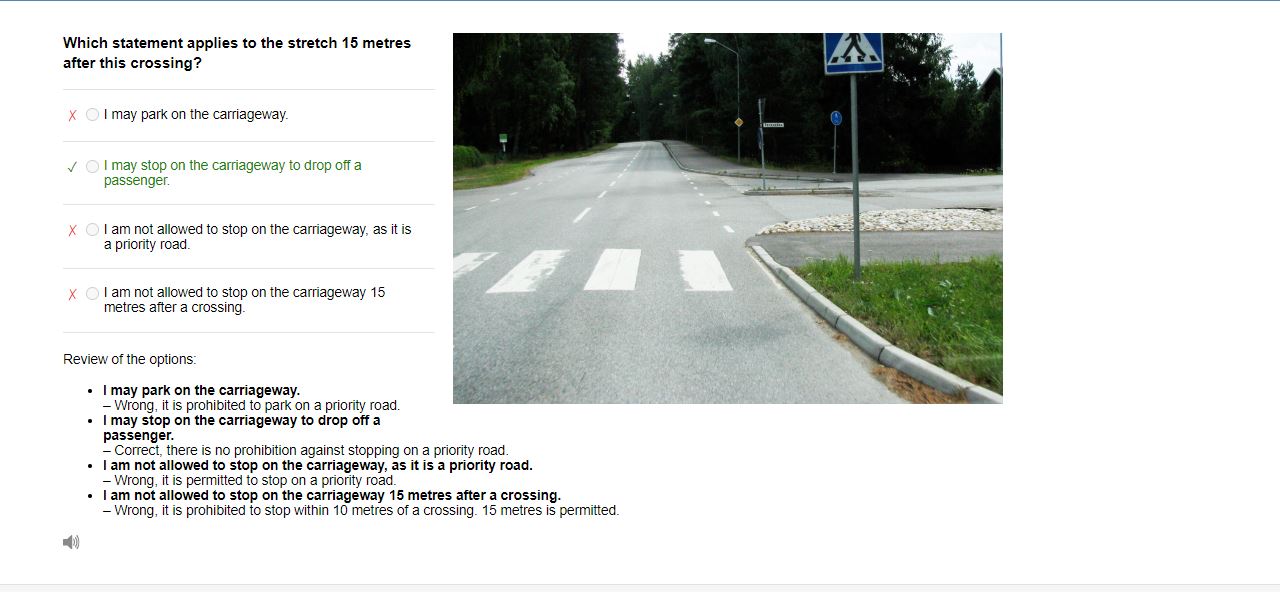 Which statement applies to the stretch 15 metres
after this crossing?
I may park on the carriageway.
I may stop on the carriageway to drop off a
passenger.
I am not allowed to stop on the carriageway, as it is
a priority road.
I am not allowed to stop on the carriageway 15
metres after a crossing.
Review of the options:
I may park on the carriageway.
– Wrong, it is prohibited to park on a priority road.
I may stop on the carriageway to drop off a
passenger.
– Correct, there is no prohibition against stopping on a priority road.
I am not allowed to stop on the carriageway, as it is a priority road.
– Wrong, it is permitted to stop on a priority road.
I am not allowed to stop on the carriageway 15 metres after a crossing.
– Wrong, it is prohibited to stop within 10 metres of a crossing. 15 metres is permitted.